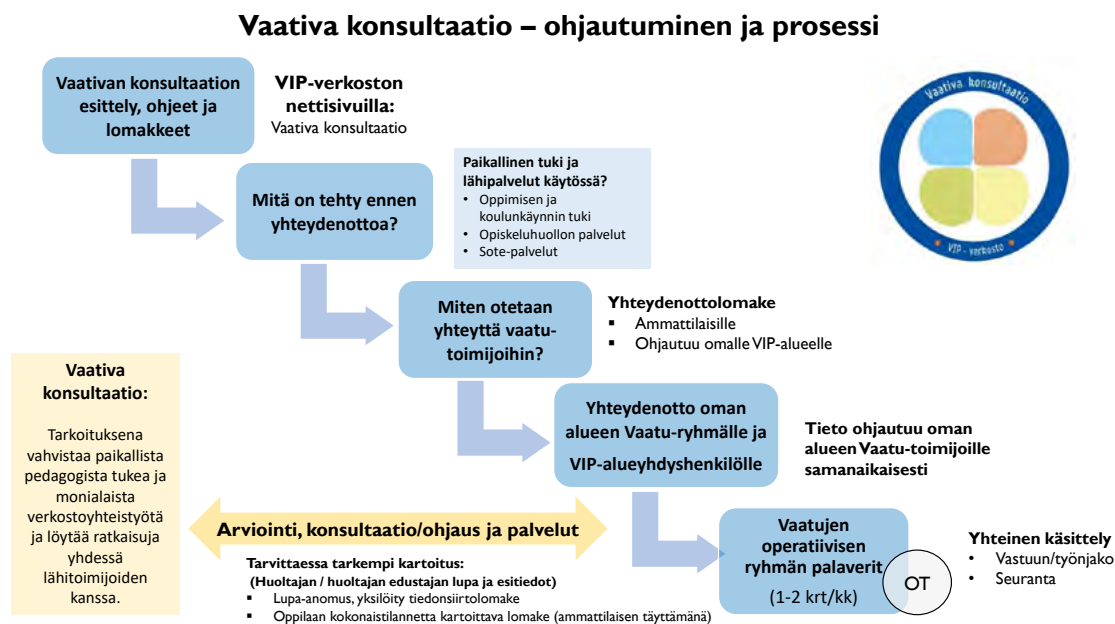 Vaativa konsultaatio – ohjautuminen ja prosessi
Vaativan konsultaation
esittely, ohjeet ja
lomakkeet
VIP-verkoston
nettisivuilla:
Vaativa konsultaatio
Vaativa konsultaatio
• VIP - verkosto •
Mitä on tehty ennen
yhteydenottoa?
Paikallinen tuki ja
lähipalvelut käytössä?
• Oppimisen ja
koulunkäynnin tuki
• Opiskeluhuollon palvelut
• Sote-palvelut
Miten otetaan
yhteyttä vaatu-
toimijoihin?
Yhteydenottolomake
▪ Ammattilaisille
▪ Ohjautuu omalle VIP-alueelle
Vaativa
konsultaatio:
Tarkoituksena
vahvistaa paikallista
pedagogista tukea ja
monialaista
verkostoyhteistyötä
ja löytää ratkaisuja
yhdessä
lähitoimijoiden
kanssa.
Yhteydenotto oman
alueen Vaatu-ryhmälle ja
VIP-alueyhdyshenkilölle
Tieto ohjautuu oman
alueen Vaatu-toimijoille
samanaikaisesti
Arviointi, konsultaatio/ohjaus ja palvelut
Tarvittaessa tarkempi kartoitus:
(Huoltajan / huoltajan edustajan lupa ja esitiedot)
▪ Lupa-anomus, yksilöity tiedonsiirtolomake
▪ Oppilaan kokonaistilannetta kartoittava lomake (ammattilaisen täyttämänä)
Vaatujen
operatiivisen
ryhmän palaverit
(1-2 krt/kk)
OT
Yhteinen käsittely
• Vastuun/työnjako
• Seuranta